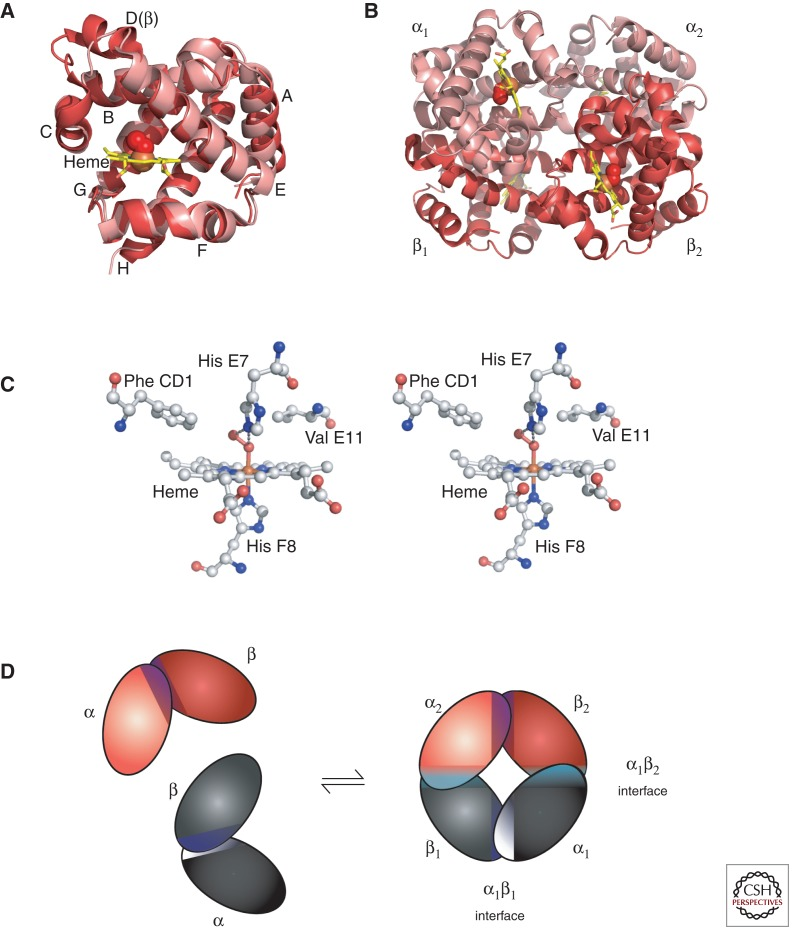 A
D(β)
A
B
C
Heme
G
E
F
H
B
α1
α2
β1
β2
C
His E7
Phe CD1
Val E11
Heme
His F8
His E7
Phe CD1
Val E11
Heme
His F8
D
β
α
β
α
α2
β2
α1β2
interface
β1
α1
α1β1
interface
CSH
PERSPECTIVES